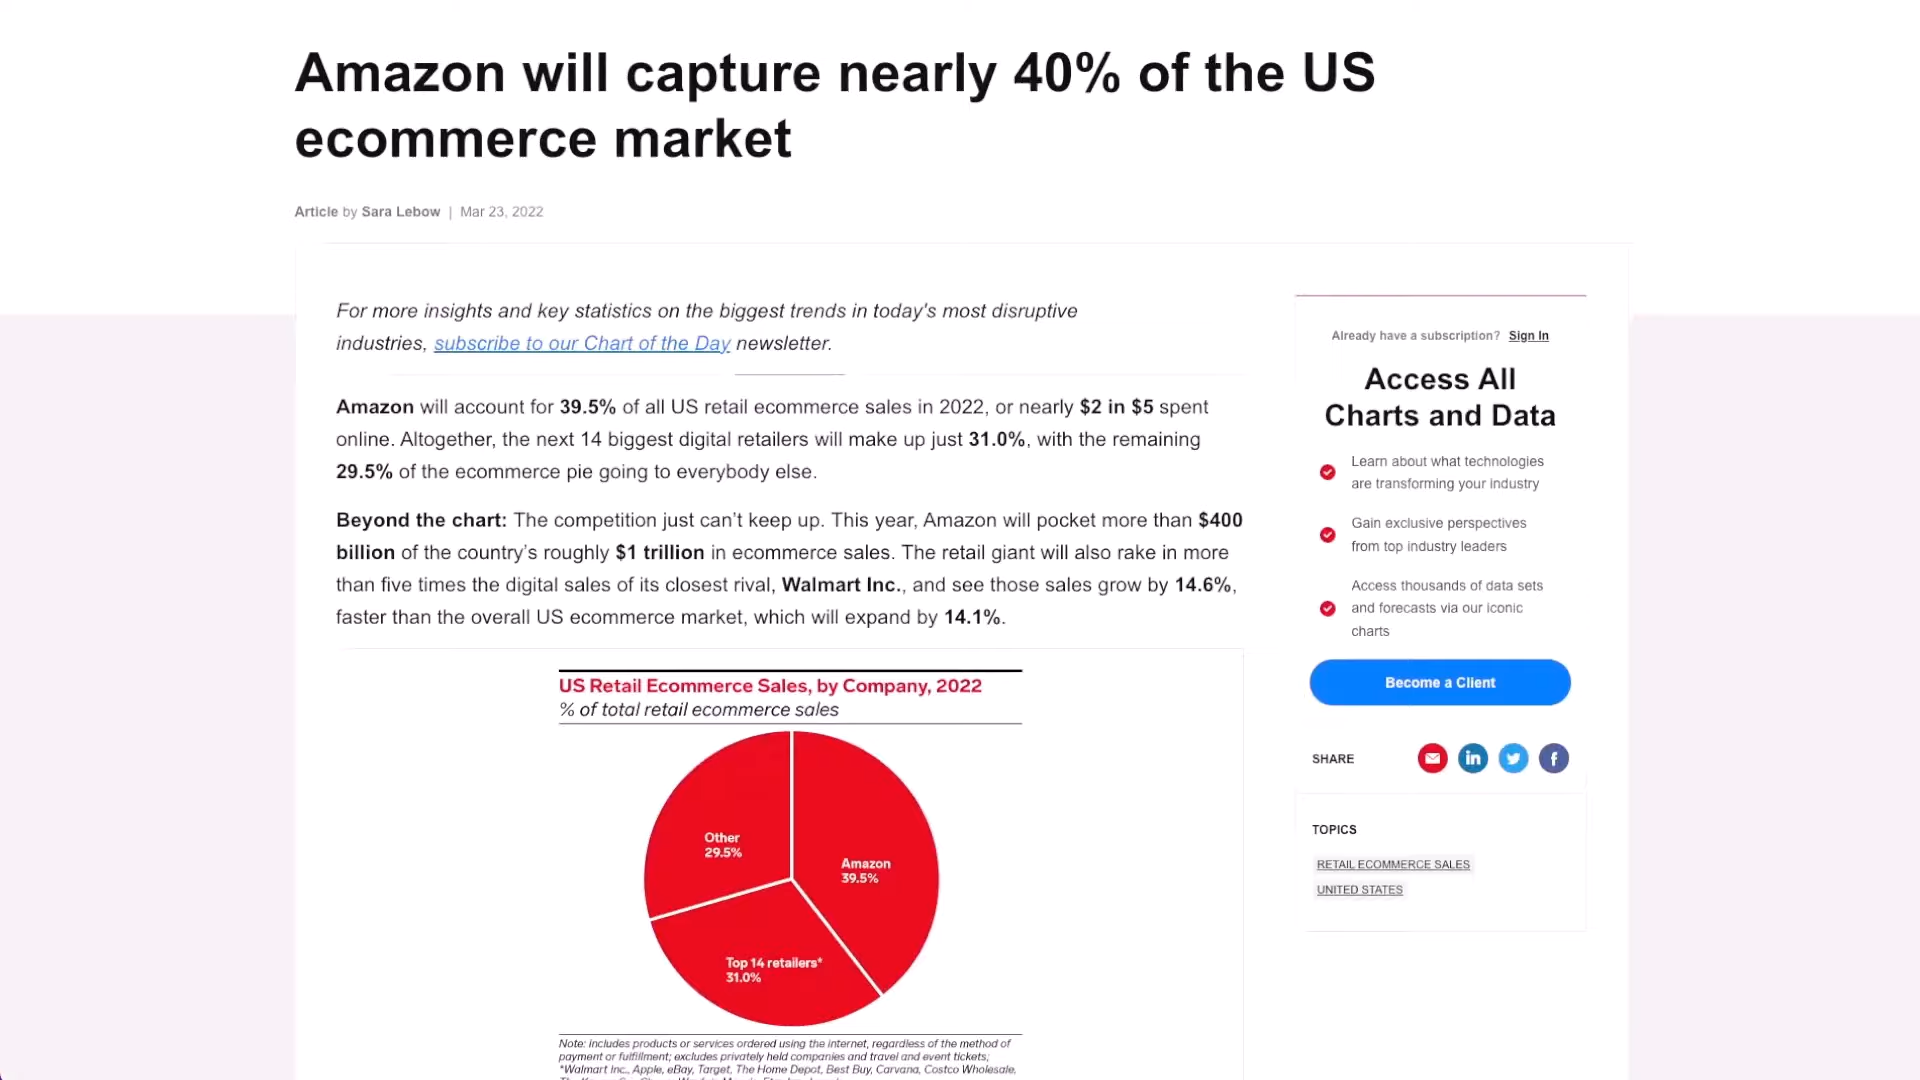 Amazon will capture nearly 40% of the US
ecommerce market
Article by Sara Lebow | Mar 23, 2022
For more insights and key statistics on the biggest trends in today's most disruptive
industries, subscribe to our Chart of the Day newsletter.
Amazon will account for 39.5% of all US retail ecommerce sales in 2022, or nearly $2 in $5 spent
online. Altogether, the next 14 biggest digital retailers will make up just 31.0%, with the remaining
29.5% of the ecommerce pie going to everybody else.
Beyond the chart: The competition just can’t keep up. This year, Amazon will pocket more than $400
billion of the country’s roughly $1 trillion in ecommerce sales. The retail giant will also rake in more
than five times the digital sales of its closest rival, Walmart Inc., and see those sales grow by 14.6%,
faster than the overall US ecommerce market, which will expand by 14.1%.
US Retail Ecommerce Sales, by Company, 2022
% of total retail ecommerce sales
Other
29.5%
Amazon
39.5%
Top 14 retailers*
31.0%
Note: includes products or services ordered using the internet, regardless of the method of
payment or fulfillment; excludes privately held companies and travel and event tickets;
*Walmart Inc., Apple, eBay, Target, The Home Depot, Best Buy, Carvana, Costco Wholesale,
Already have a subscription? Sign In
Access All
Charts and Data
Learn about what technologies
are transforming your industry
Gain exclusive perspectives
from top industry leaders
Access thousands of data sets
and forecasts via our iconic
charts
Become a Client
SHARE
TOPICS
RETAIL ECOMMERCE SALES
UNITED STATES